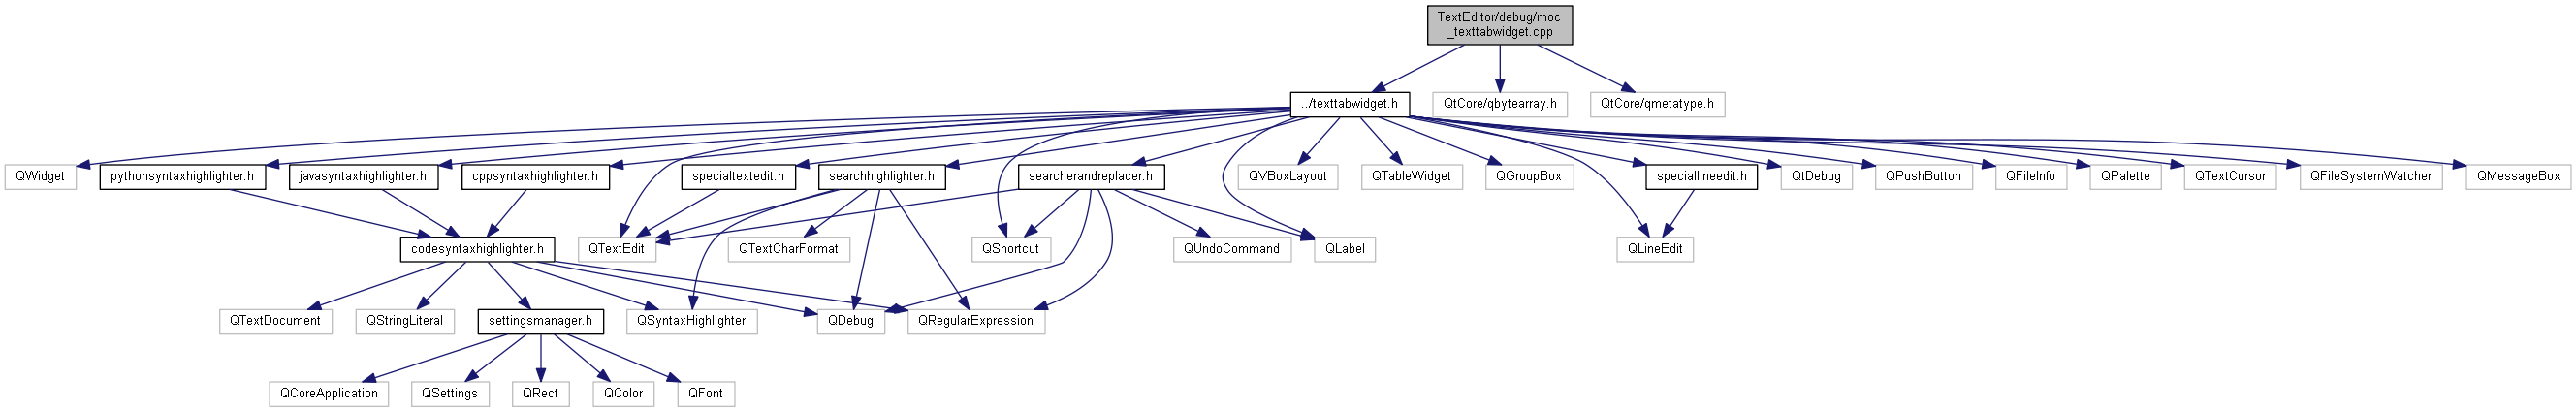 TextEditor/debug/moc
_texttabwidget.cpp
../texttabwidget.h
QtCore/qbytearray.h
QtCore/qmetatype.h
QWidget
pythonsyntaxhighlighter.h
javasyntaxhighlighter.h
cppsyntaxhighlighter.h
specialtextedit.h
searchhighlighter.h
searcherandreplacer.h
QVBoxLayout
QTableWidget
QGroupBox
speciallineedit.h
QtDebug
QPushButton
QFileInfo
QPalette
QTextCursor
QFileSystemWatcher
QMessageBox
codesyntaxhighlighter.h
QTextEdit
QTextCharFormat
QShortcut
QUndoCommand
QLabel
QLineEdit
QTextDocument
QStringLiteral
settingsmanager.h
QSyntaxHighlighter
QDebug
QRegularExpression
QCoreApplication
QSettings
QRect
QColor
QFont